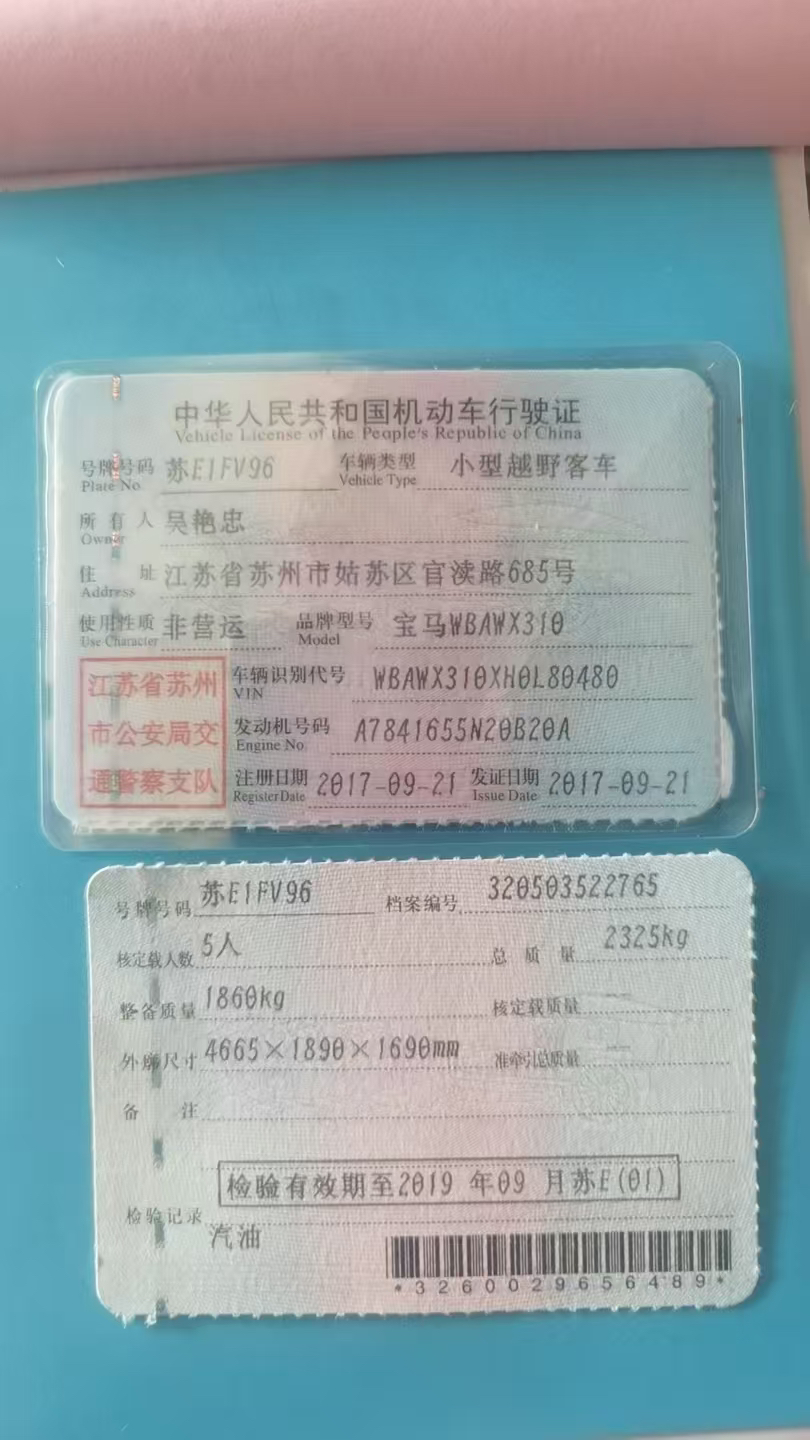 中华人民共和国机动车行驶证
Vehicle License of the People's Republic of China
号牌号码 苏E1FV96 车辆类型 小型越野客车
Plate No. Vehicle Type
所有人 吴艳忠
Owner
住址 江苏省苏州市姑苏区官渎路685号
Address
使用性质 非营运 品牌型号 宝马WBAWX310
Use Character Model
江苏省苏州
市公安局交
通警察支队
车辆识别代号 WBAWX310XH0L80480
VIN
发动机号码 A7841655N20B20A
Engine No.
注册日期 2017-09-21 发证日期 2017-09-21
Register Date Issue Date
号牌号码 苏E1FV96 档案编号 320503522765
核定载人数 5人 总质量 2325kg
整备质量 1860kg 核定载质量 --
外廓尺寸 4665×1890×1690mm 准牵引总质量 --
备注
检验有效期至2019 年09 月苏E(01)
检验记录
汽油
*3260029656489*